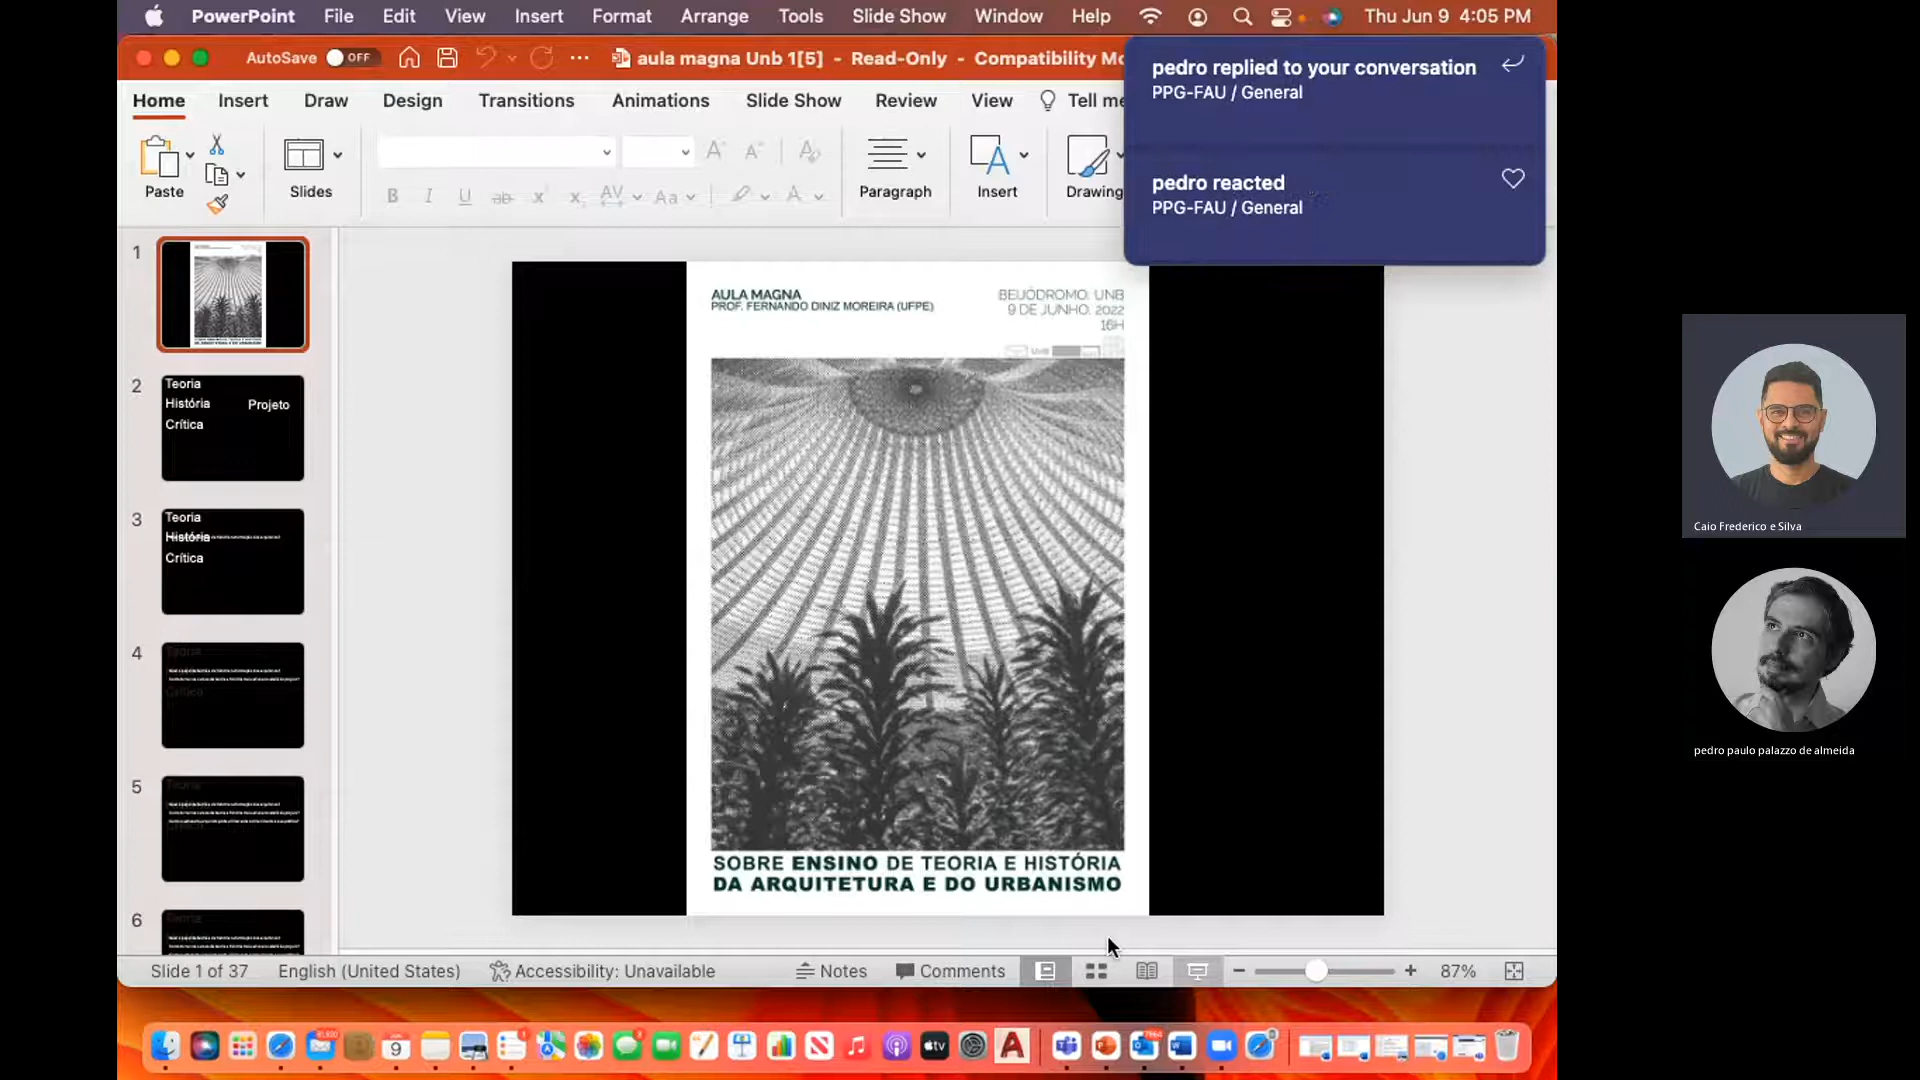 PowerPoint File Edit View Insert Format Arrange Tools Slide Show Window Help Thu Jun 9 4:05 PM
AutoSave OFF aula magna Unb 1[5] - Read-Only - Compatibility Mo
pedro replied to your conversation
PPG-FAU / General
pedro reacted
PPG-FAU / General
Home Insert Draw Design Transitions Animations Slide Show Review View Tell me
Paste Slides Paragraph Insert Drawing
1
2
Teoria
História Projeto
Crítica
3
Teoria
História
Crítica
4
5
6
AULA MAGNA
PROF. FERNANDO DINIZ MOREIRA (UFPE)
BEIJÓDROMO. UNB
9 DE JUNHO. 2022
16H
SOBRE ENSINO DE TEORIA E HISTÓRIA
DA ARQUITETURA E DO URBANISMO
Caio Frederico e Silva
pedro paulo palazzo de almeida
Slide 1 of 37 English (United States) Accessibility: Unavailable Notes Comments 87%
9
tv